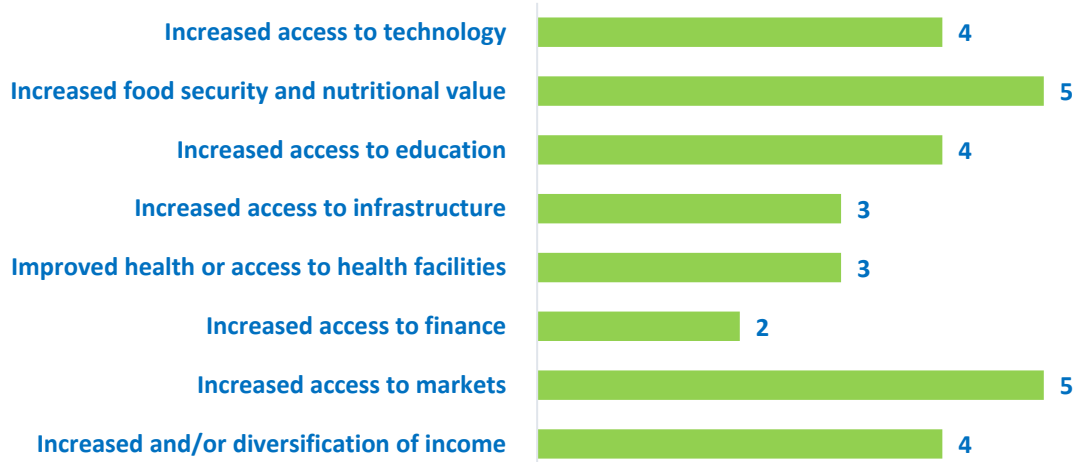 Increased access to technology 4
Increased food security and nutritional value 5
Increased access to education 4
Increased access to infrastructure 3
Improved health or access to health facilities 3
Increased access to finance 2
Increased access to markets 5
Increased and/or diversification of income 4